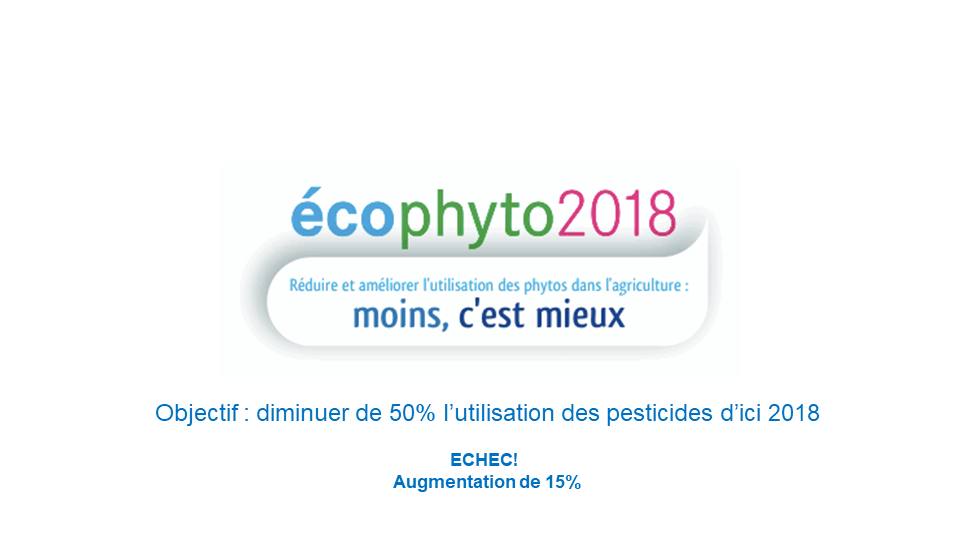 écophyto2018
Réduire et améliorer l'utilisation des phytos dans l'agriculture :
moins, c'est mieux
Objectif : diminuer de 50% l’utilisation des pesticides d’ici 2018
ECHEC!
Augmentation de 15%